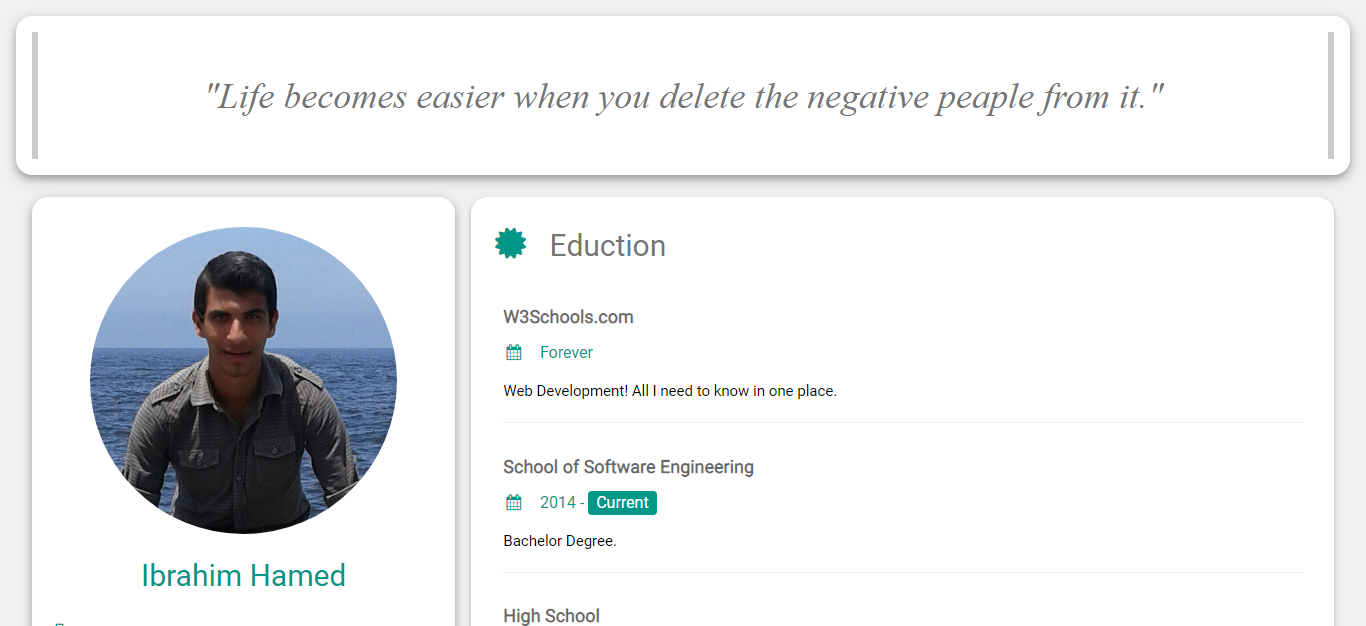 "Life becomes easier when you delete the negative peaple from it."
Ibrahim Hamed
Eduction
W3Schools.com
Forever
Web Development! All I need to know in one place.
School of Software Engineering
2014 - Current
Bachelor Degree.
High School